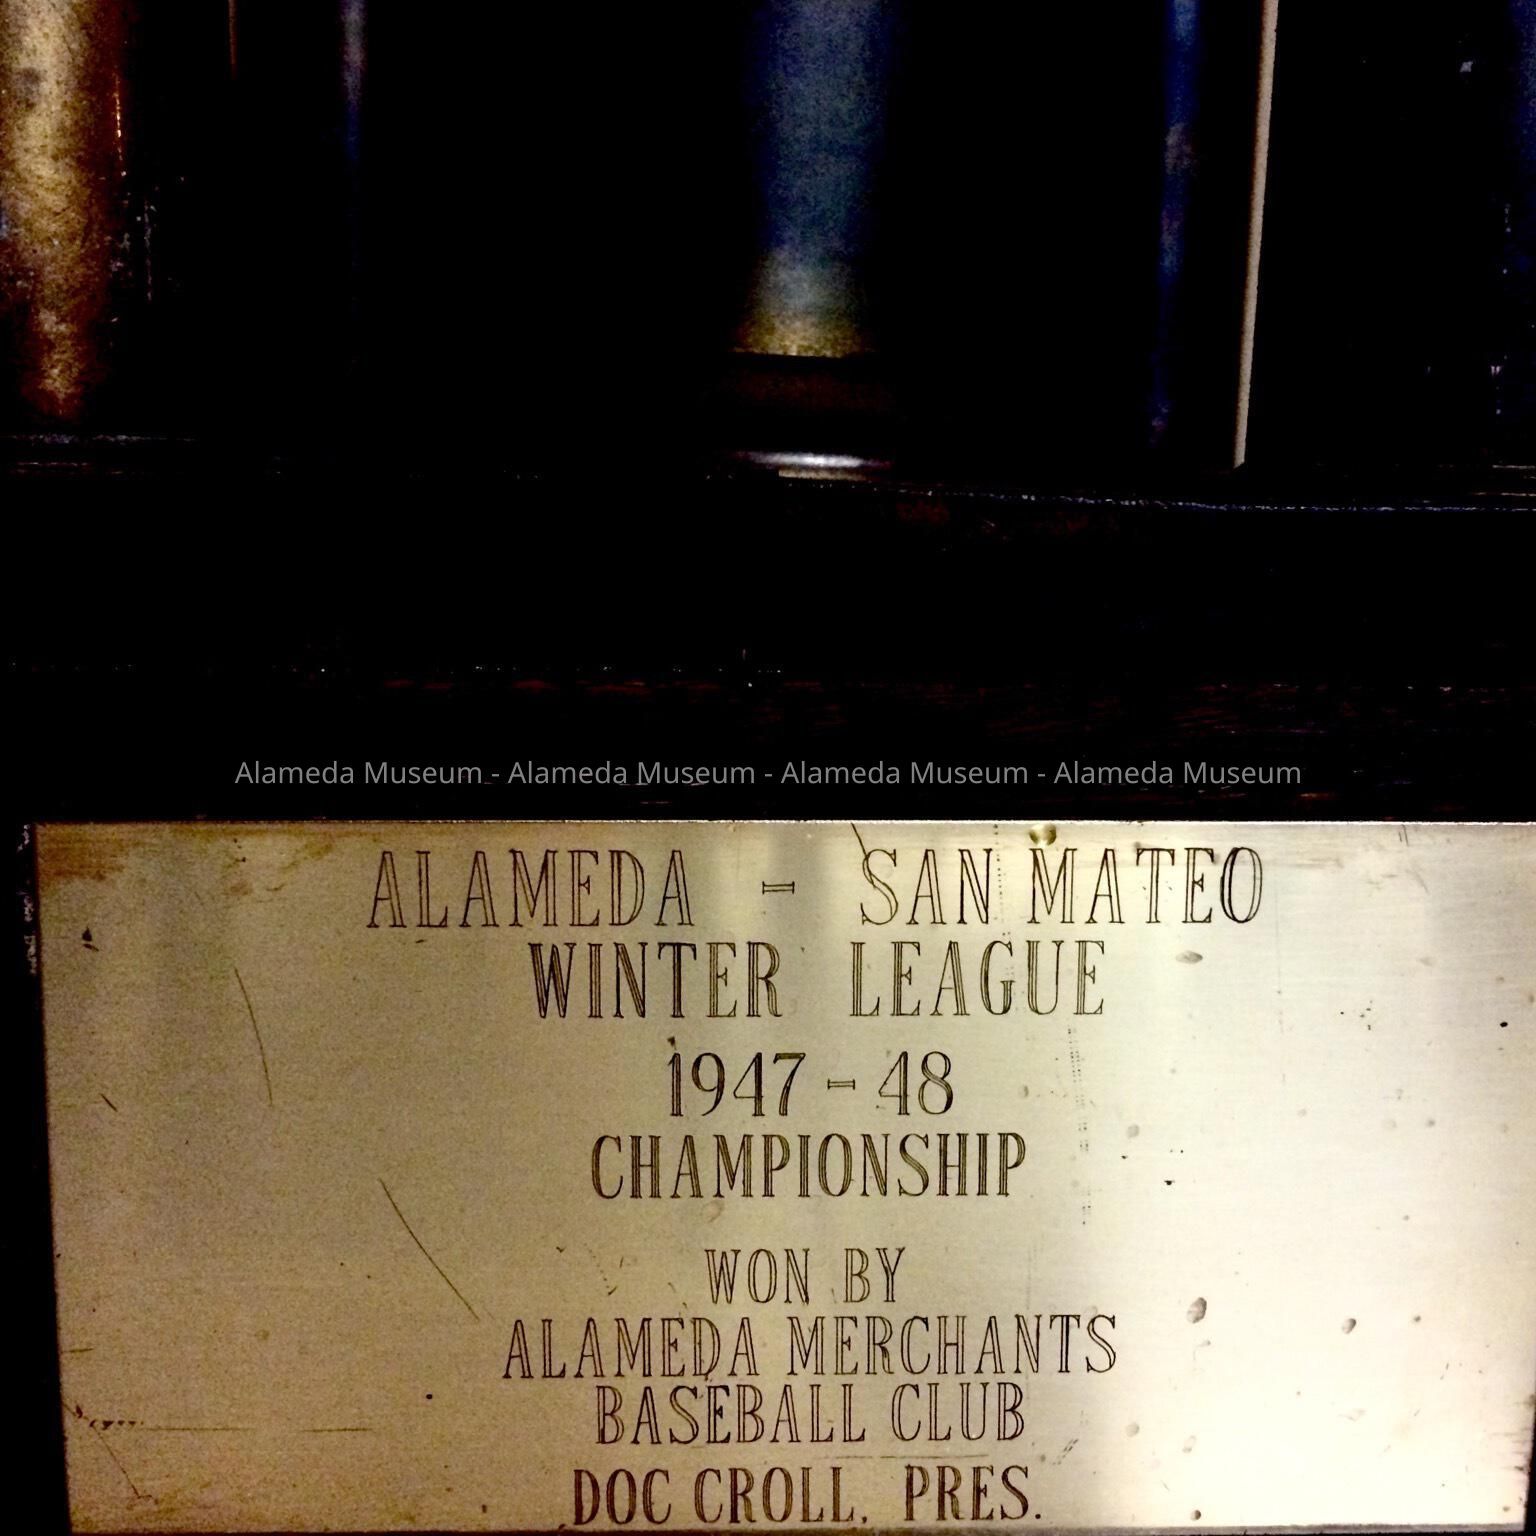 Alameda Museum - Alameda Museum - Alameda Museum - Alameda Museum
ALAMEDA - SAN MATEO
WINTER LEAGUE
1947-48
CHAMPIONSHIP
WON BY
ALAMEDA MERCHANTS
BASEBALL CLUB
DOC CROLL, PRES.